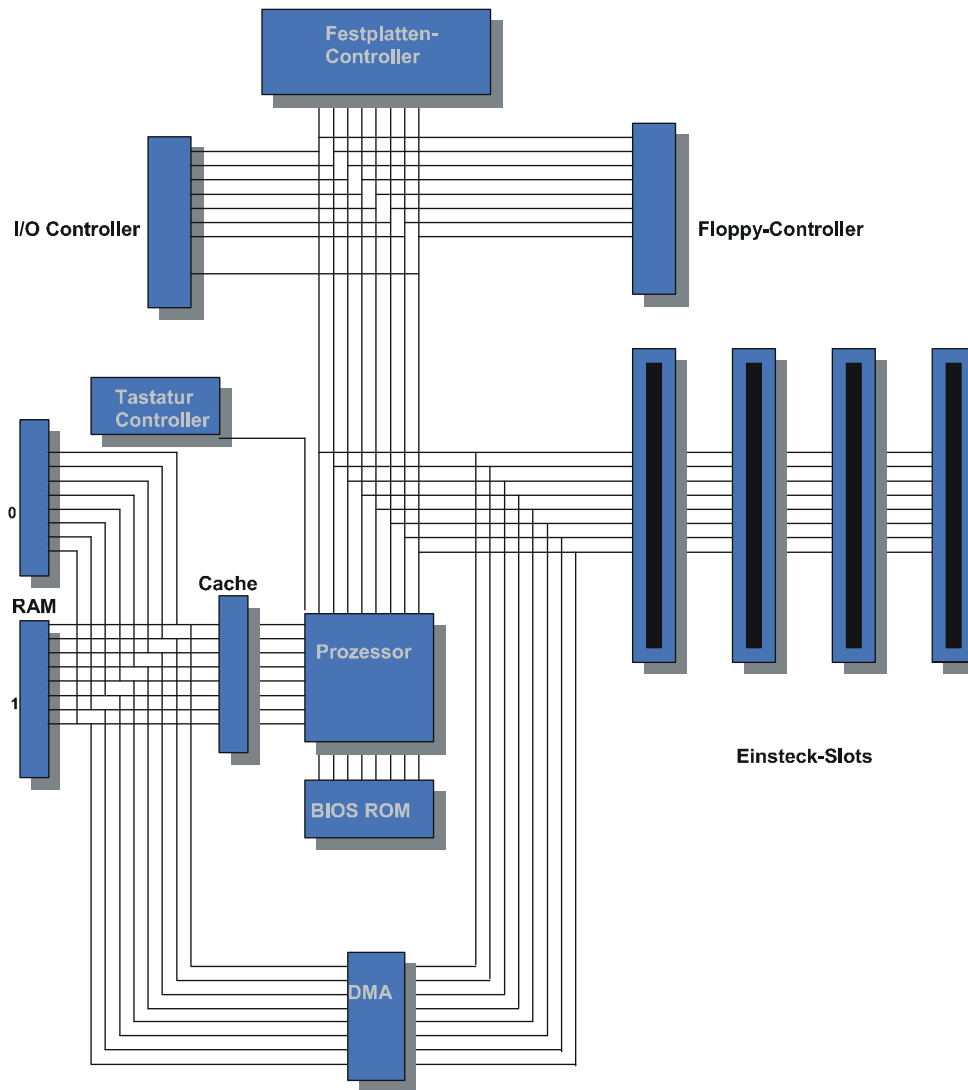 Festplatten-
Controller
I/O Controller
Floppy-Controller
Tastatur
Controller
0
Cache
RAM
Prozessor
1
Einsteck-Slots
BIOS ROM
DMA